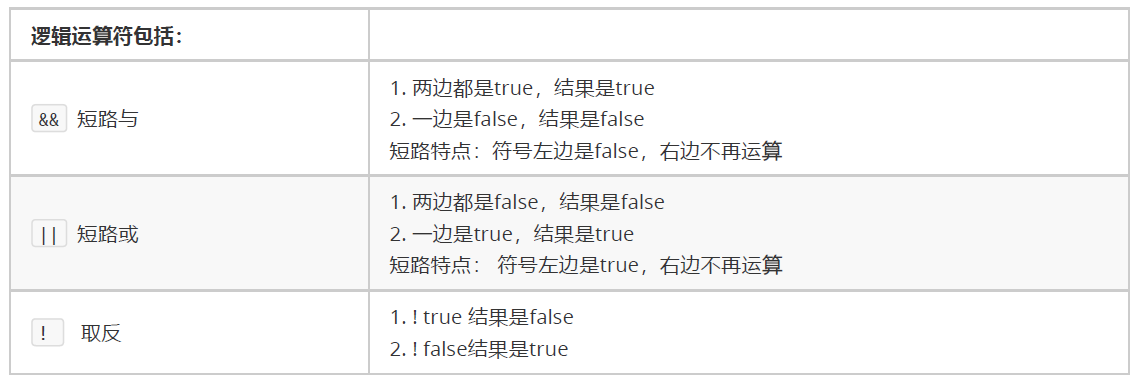 逻辑运算符包括：
&& 短路与
1. 两边都是true，结果是true
2. 一边是false，结果是false
短路特点：符号左边是false，右边不再运算
|| 短路或
1. 两边都是false，结果是false
2. 一边是true，结果是true
短路特点： 符号左边是true，右边不再运算
! 取反
1. ! true 结果是false
2. ! false结果是true